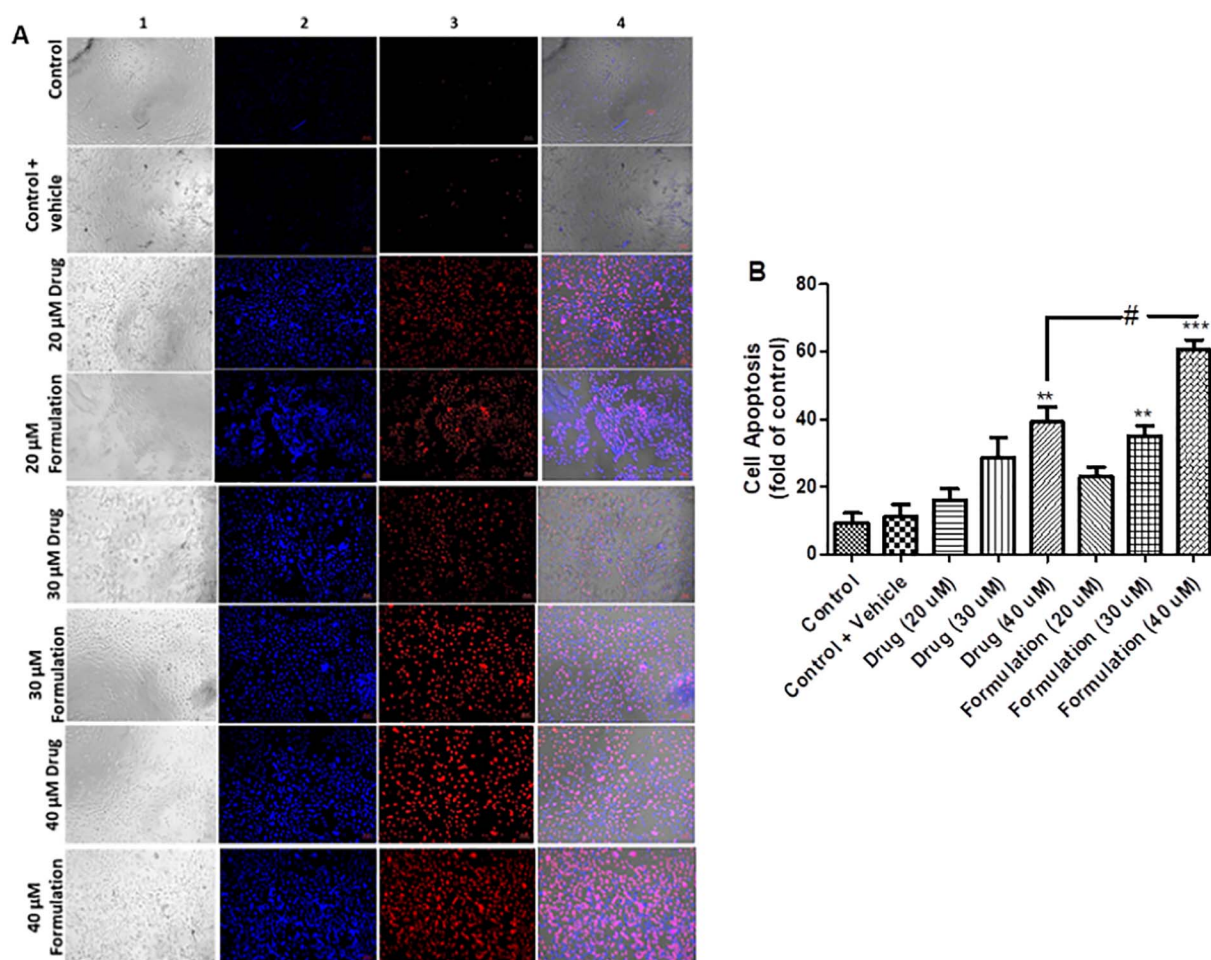 A
1 2 3 4
Control
Control +
vehicle
20 μM Drug
20 μM
Formulation
30 μM Drug
30 μM
Formulation
40 μM Drug
40 μM
Formulation
B
Cell Apoptosis
(fold of control)
80
60
40
20
0
**
**
***
#
Control
Control + Vehicle
Drug (20 uM)
Drug (30 uM)
Drug (40 uM)
Formulation (20 uM)
Formulation (30 uM)
Formulation (40 uM)